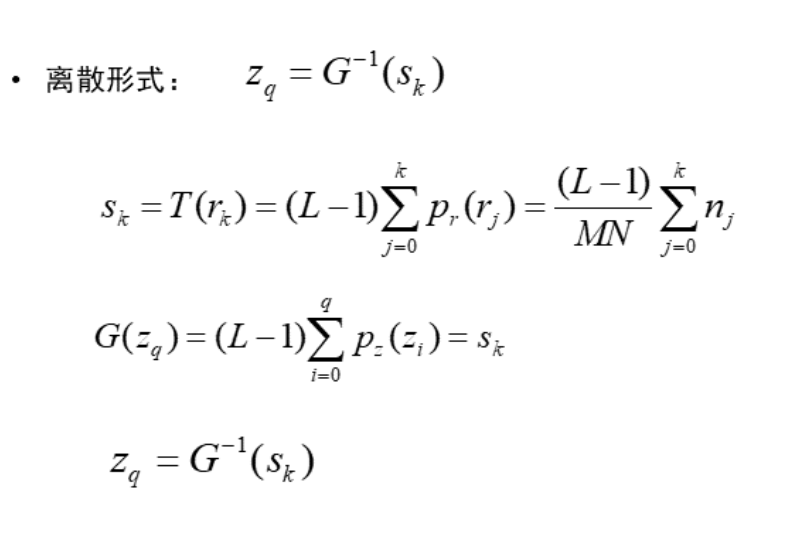 • 离散形式： z_q = G^{-1}(s_k)
s_k = T(r_k) = (L-1)\sum_{j=0}^{k} p_r(r_j) = \frac{(L-1)}{MN} \sum_{j=0}^{k} n_j
G(z_q) = (L-1)\sum_{i=0}^{q} p_z(z_i) = s_k
z_q = G^{-1}(s_k)